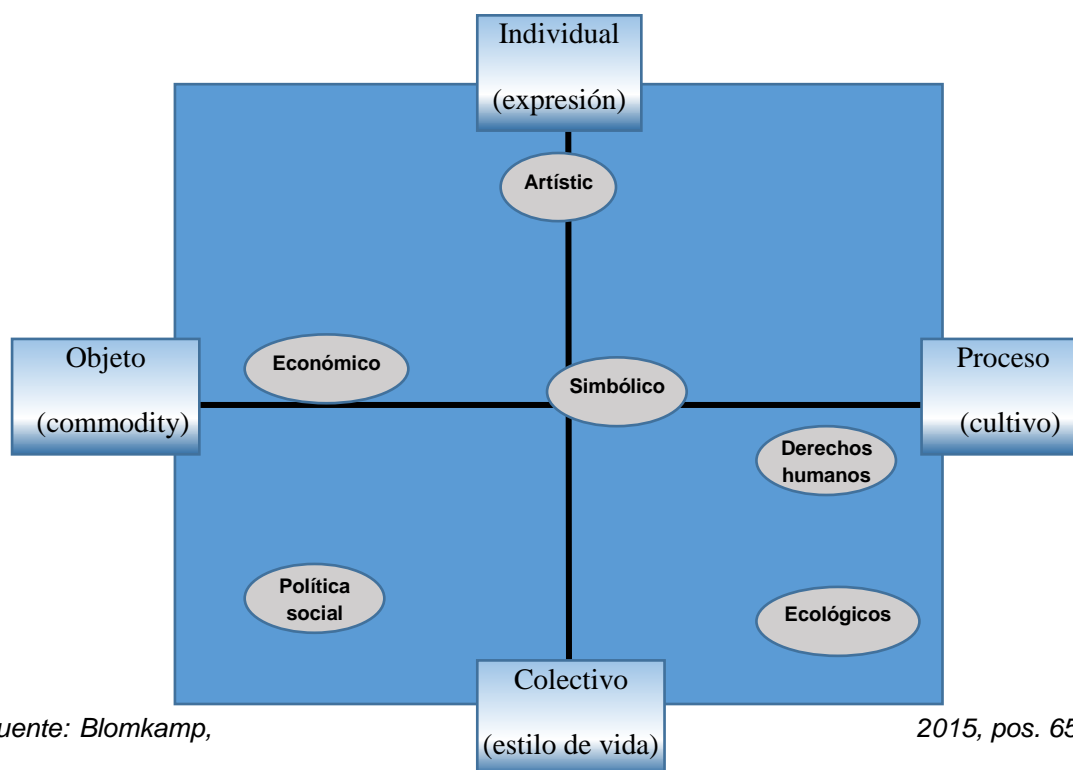 Individual
(expresión)
Artístic
Objeto
(commodity)
Económico
Simbólico
Proceso
(cultivo)
Derechos
humanos
Política
social
Ecológicos
Colectivo
(estilo de vida)
uente: Blomkamp,
2015, pos. 65